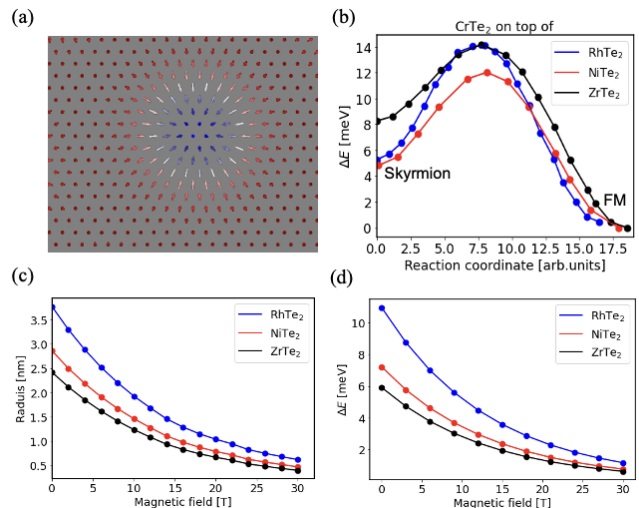 (a)
(b)
CrTe2 on top of
RhTe2
NiTe2
ZrTe2
14
12
10
8
6
4
2
0
ΔE [meV]
Skyrmion
FM
0.0 2.5 5.0 7.5 10.0 12.5 15.0 17.5
Reaction coordinate [arb.units]
(c)
RhTe2
NiTe2
ZrTe2
3.5
3.0
2.5
2.0
1.5
1.0
0.5
Raduis [nm]
0 5 10 15 20 25 30
Magnetic field [T]
(d)
RhTe2
NiTe2
ZrTe2
10
8
6
4
2
ΔE [meV]
0 5 10 15 20 25 30
Magnetic field [T]